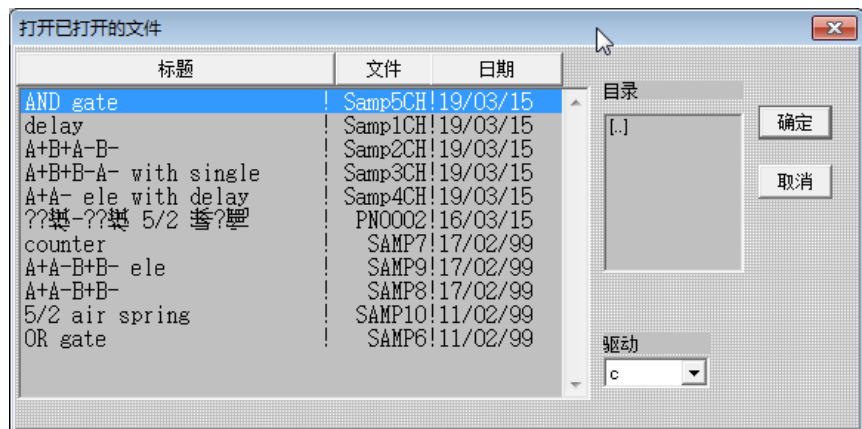 打开已打开的文件
标题 文件 日期
AND gate ! Samp5CH!19/03/15
delay ! Samp1CH!19/03/15
A+B+A-B- ! Samp2CH!19/03/15
A+B+B-A- with single ! Samp3CH!19/03/15
A+A- ele with delay ! Samp4CH!19/03/15
5/2 ! PN0002!16/03/15
counter ! SAMP7!17/02/99
A+A-B+B- ele ! SAMP9!17/02/99
A+A-B+B- ! SAMP8!17/02/99
5/2 air spring ! SAMP10!11/02/99
OR gate ! SAMP6!11/02/99
目录
[..]
确定
取消
驱动
c